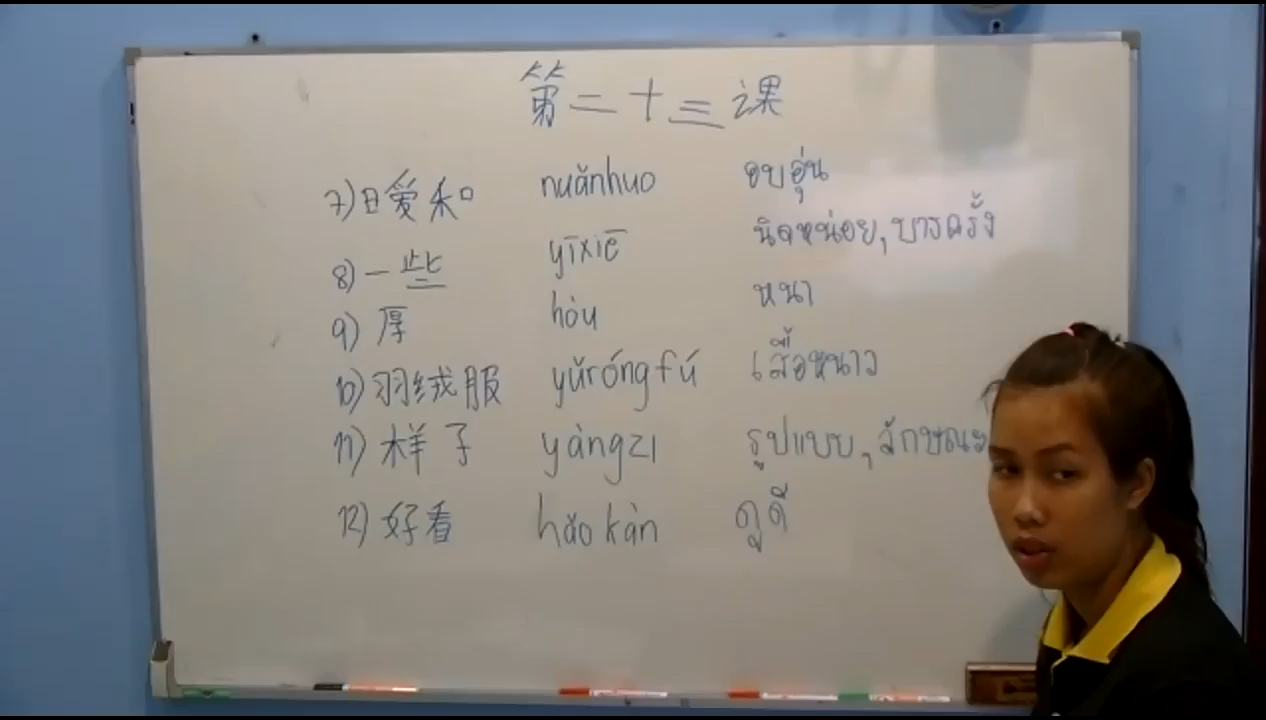 第二十三课
7) 暖和 nuǎnhuo อบอุ่น
8) 一些 yīxiē นิดหน่อย, บางครั้ง
9) 厚 hòu หนา
10) 羽绒服 yǔróngfú เสื้อหนาว
11) 样子 yàngzi รูปแบบ, ลักษณะ
12) 好看 hǎokàn ดูดี